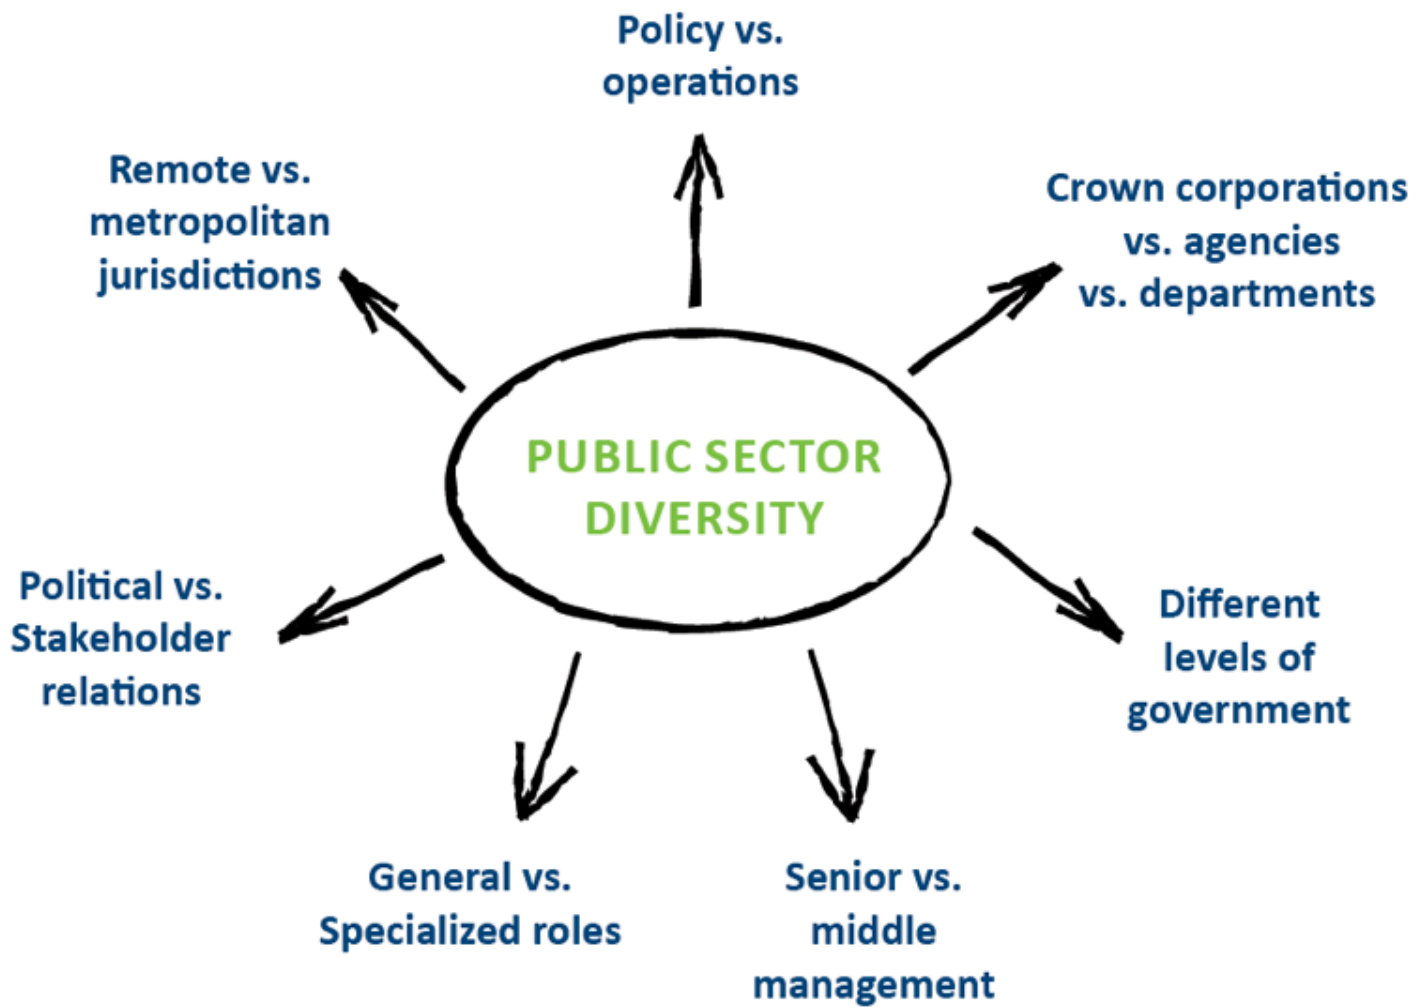 Policy vs.
operations
Remote vs.
metropolitan
jurisdictions
Crown corporations
vs. agencies
vs. departments
PUBLIC SECTOR
DIVERSITY
Political vs.
Stakeholder
relations
Different
levels of
government
General vs.
Specialized roles
Senior vs.
middle
management